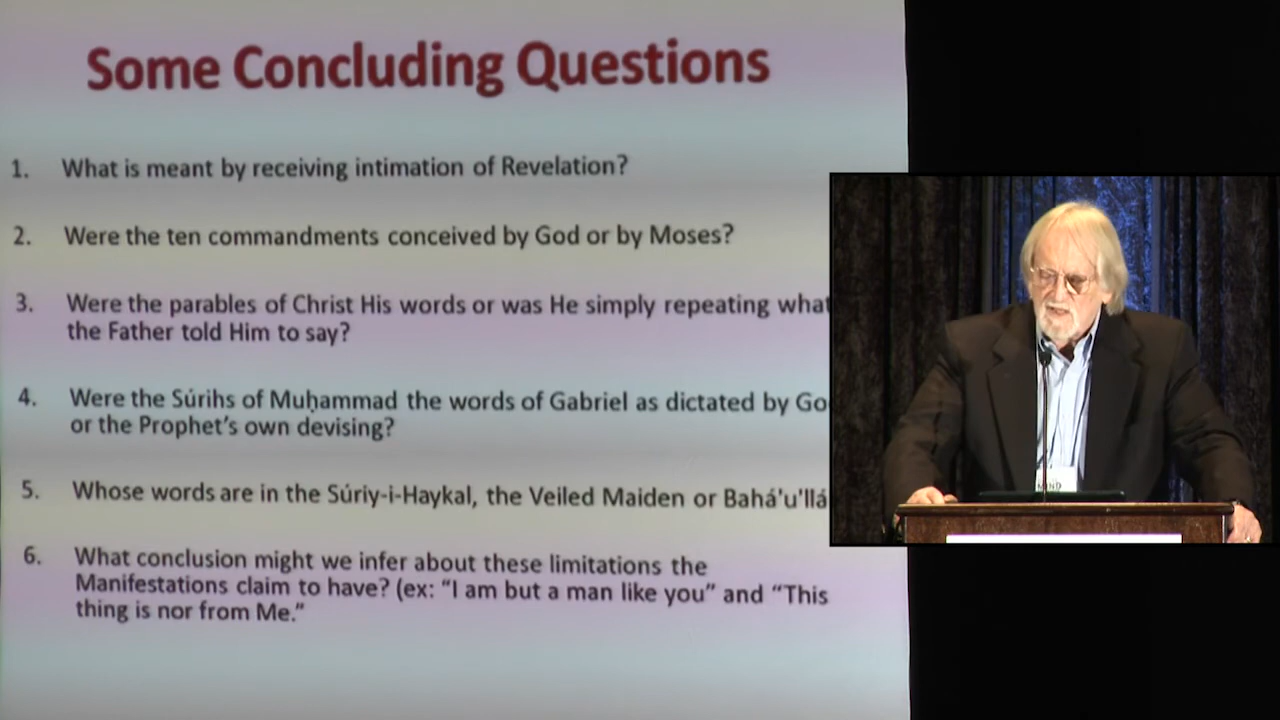 Some Concluding Questions
1. What is meant by receiving intimation of Revelation?
2. Were the ten commandments conceived by God or by Moses?
3. Were the parables of Christ His words or was He simply repeating what
the Father told Him to say?
4. Were the Súrihs of Muḥammad the words of Gabriel as dictated by Go
or the Prophet's own devising?
5. Whose words are in the Súriy-i-Haykal, the Veiled Maiden or Bahá'u'llá
6. What conclusion might we infer about these limitations the
Manifestations claim to have? (ex: "I am but a man like you" and "This
thing is nor from Me."
MIND